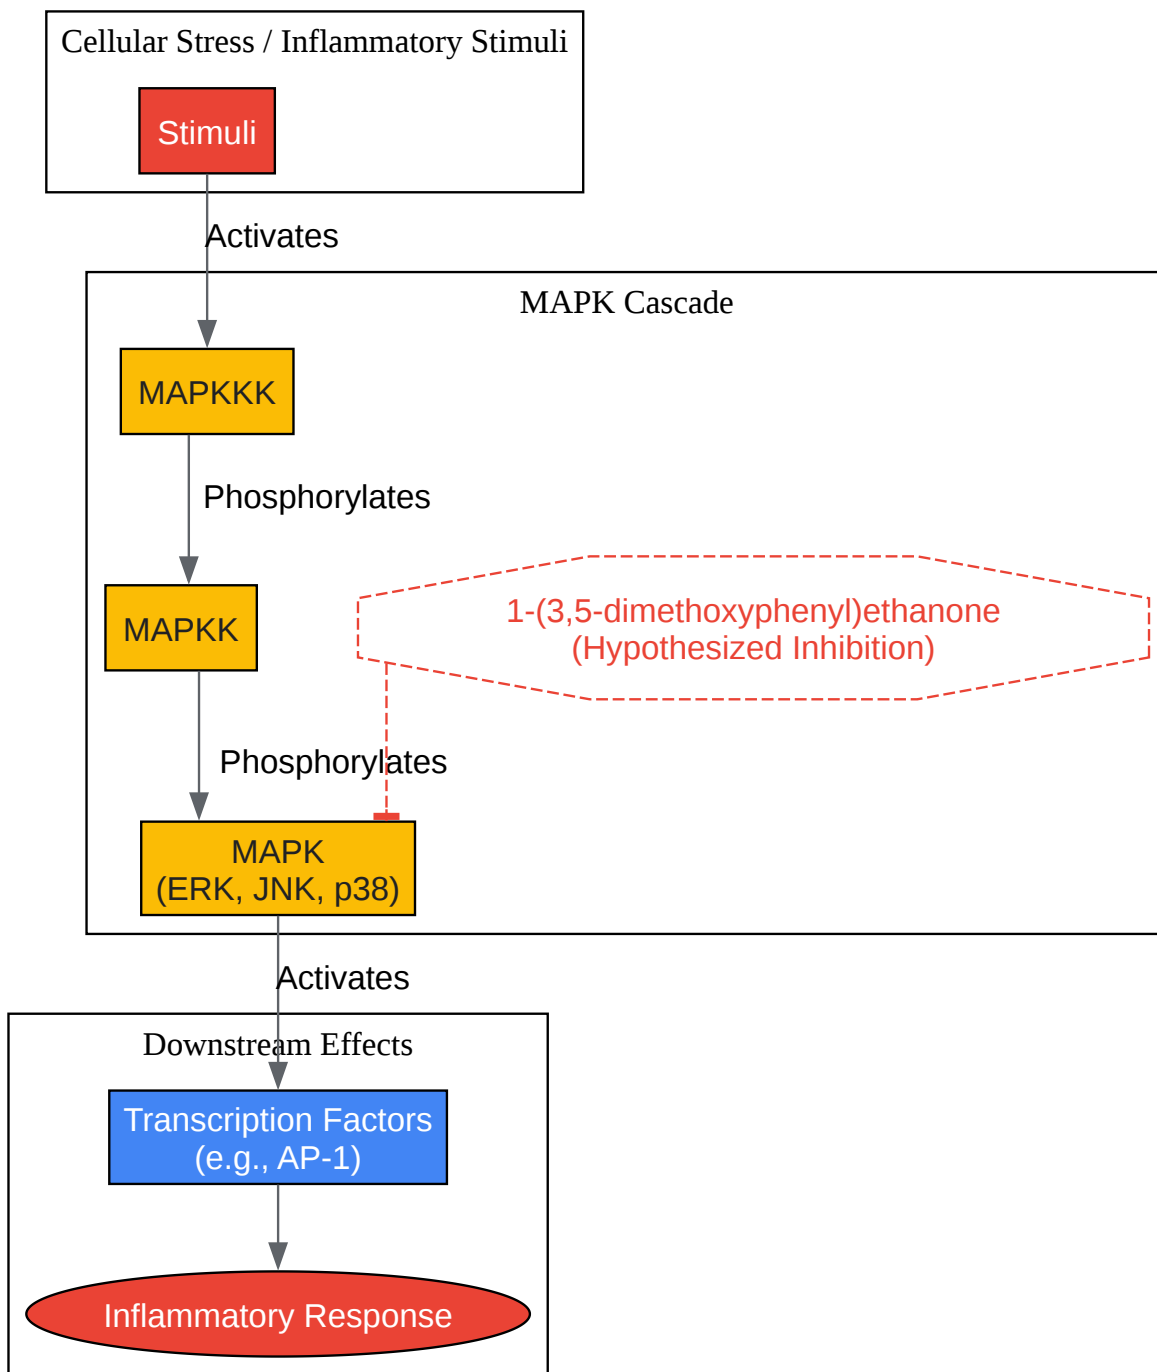 Cellular Stress / Inflammatory Stimuli
Stimuli
Activates
MAPK Cascade
MAPKKK
Phosphorylates
MAPKK
1-(3,5-dimethoxyphenyl)ethanone
(Hypothesized Inhibition)
Phosphorylates
MAPK
(ERK, JNK, p38)
Activates
Downstream Effects
Transcription Factors
(e.g., AP-1)
Inflammatory Response